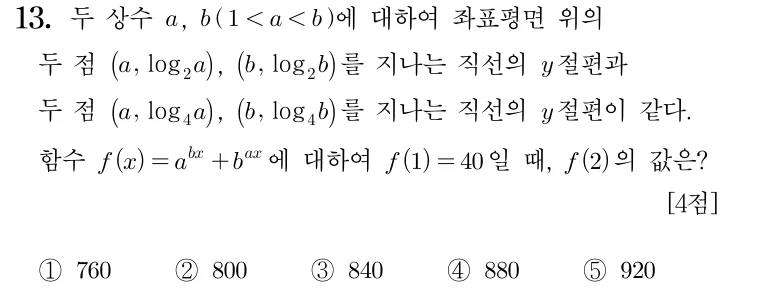 13. 두 상수 a, b(1<a<b)에 대하여 좌표평면 위의
두 점 (a, log₂a), (b, log₂b)를 지나는 직선의 y절편과
두 점 (a, log₄a), (b, log₄b)를 지나는 직선의 y절편이 같다.
함수 f(x)=a^{bx}+b^{ax}에 대하여 f(1)=40일 때, f(2)의 값은?
[4점]
① 760 ② 800 ③ 840 ④ 880 ⑤ 920